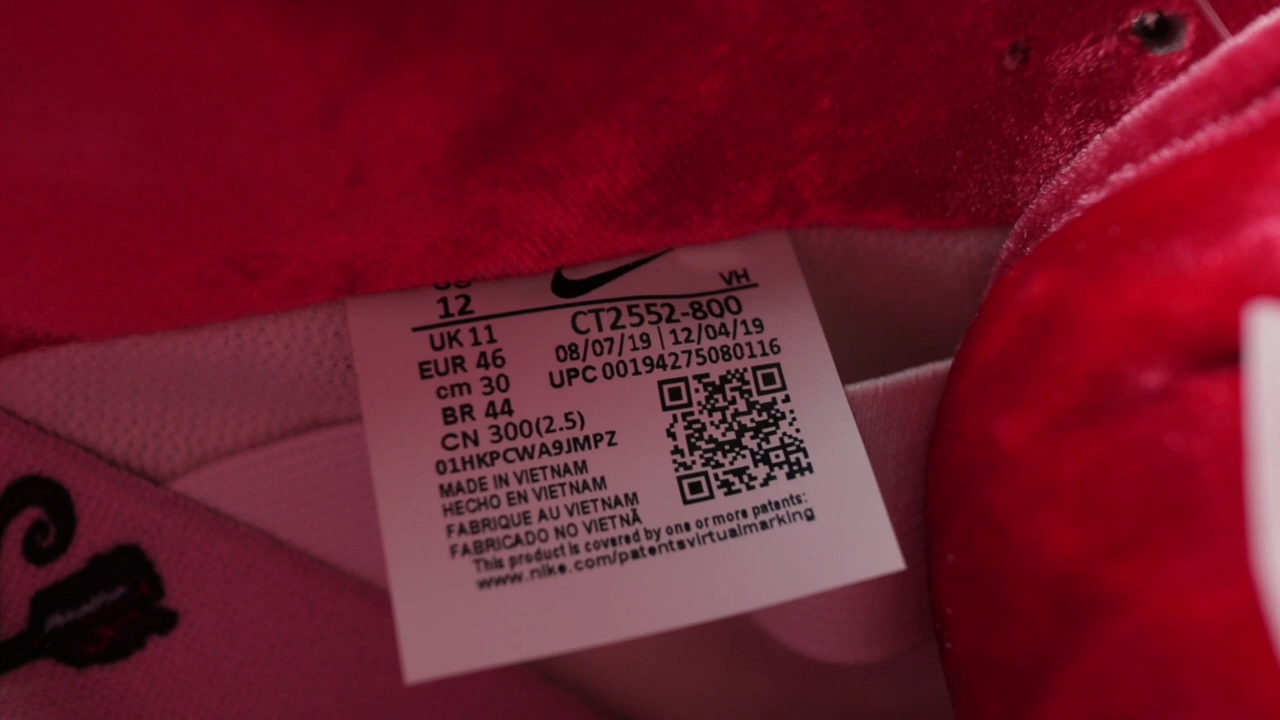 12
VH
UK 11
CT2552-800
EUR 46
08/07/19 | 12/04/19
cm 30
UPC 00194275080116
BR 44
CN 300(2.5)
01HKPCWA9JMPZ
MADE IN VIETNAM
HECHO EN VIETNAM
FABRIQUE AU VIETNAM
FABRICADO NO VIETNÃ
This product is covered by one or more patents:
www.nike.com/patentsvirtualmarking